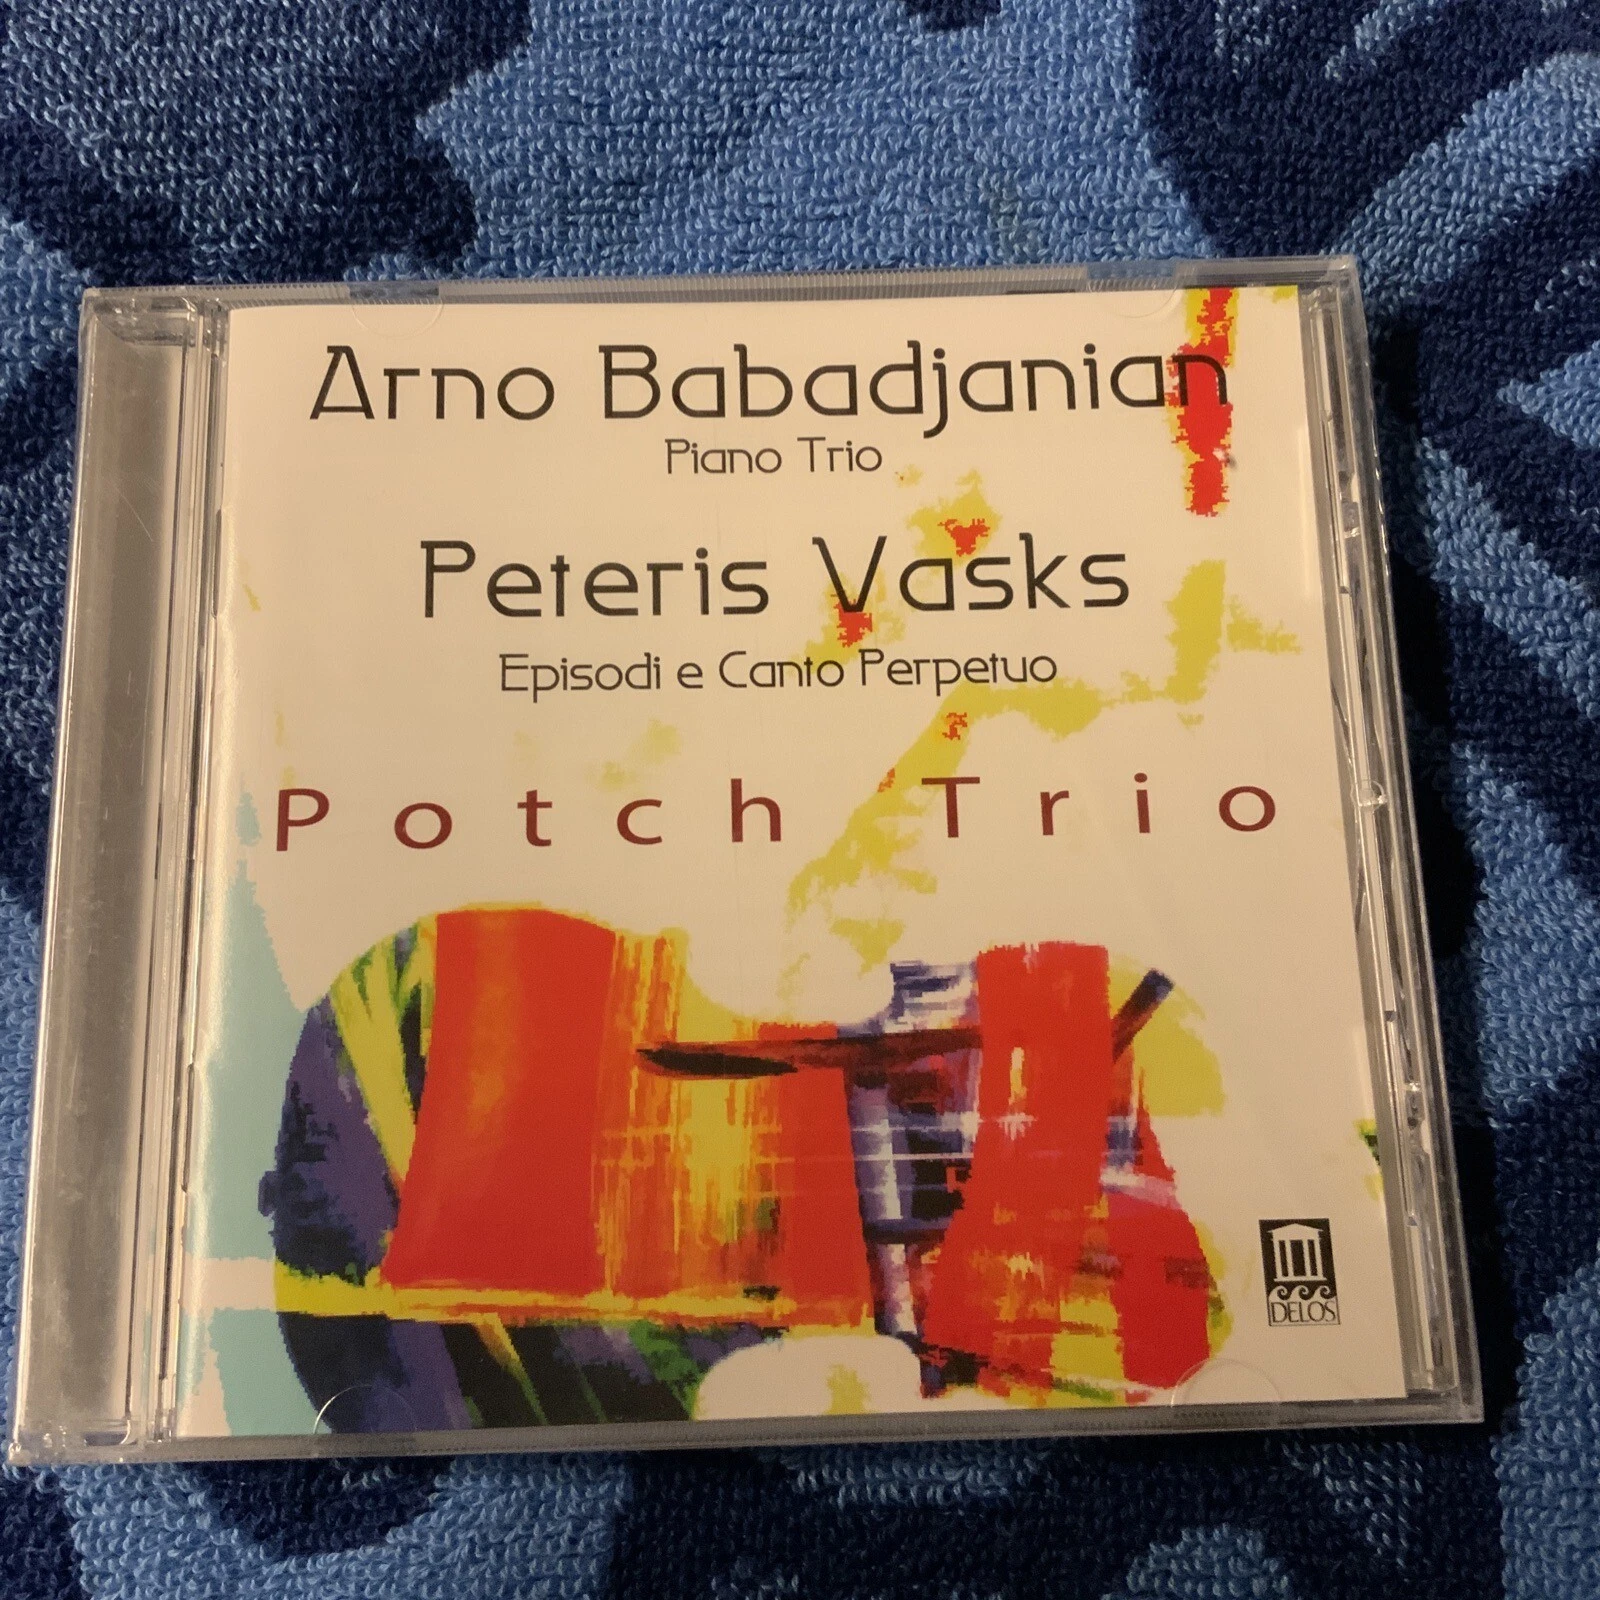 Arno Babadjanian
Piano Trio
Peteris Vasks
Episodi e Canto Perpetuo
Potch Trio
DELOS